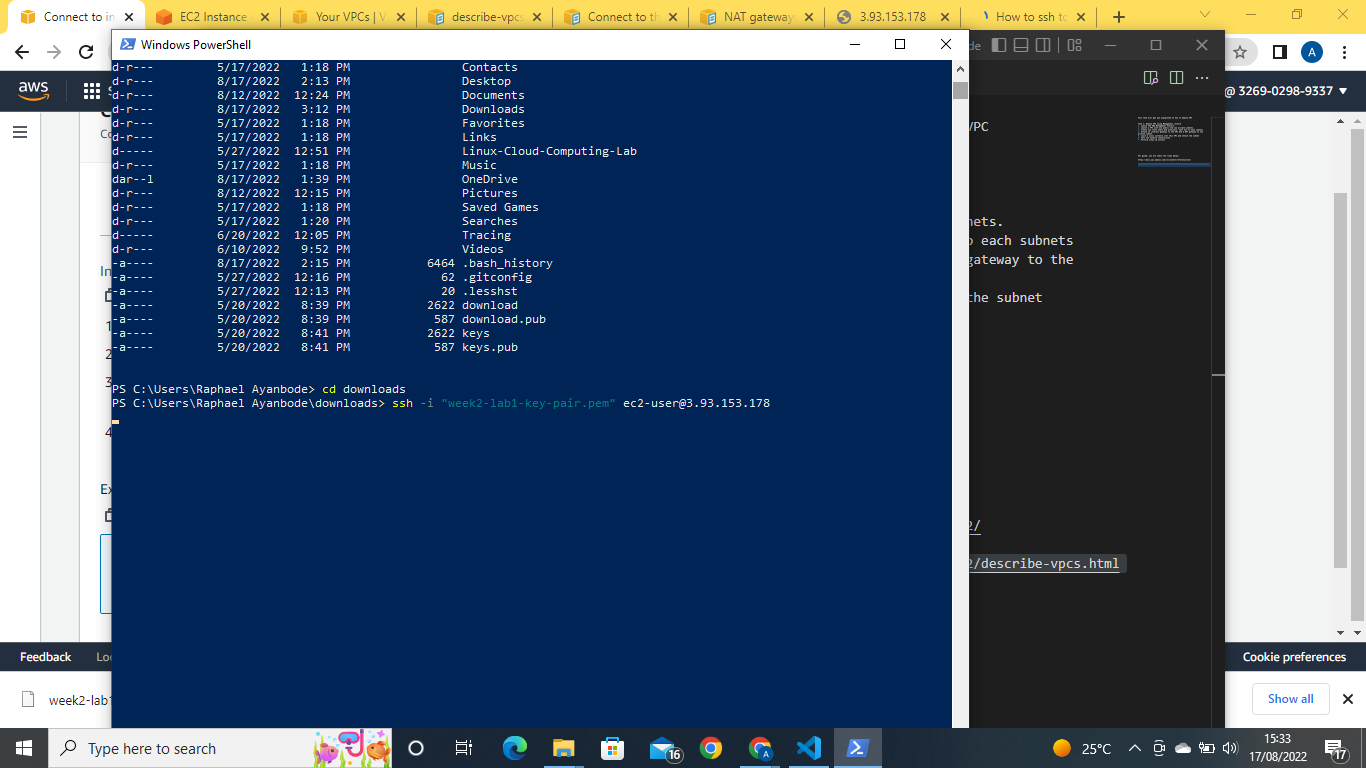 Connect to in
EC2 Instance
Your VPCs | V
describe-vpcs
Connect to th
NAT gateways
3.93.153.178
How to ssh to
Windows PowerShell
de
A
aws
S
@ 3269-0298-9337
Co
d-r--- 5/17/2022 1:18 PM Contacts
d-r--- 8/17/2022 2:13 PM Desktop
d-r--- 8/12/2022 12:24 PM Documents
d-r--- 8/17/2022 3:12 PM Downloads
d-r--- 5/17/2022 1:18 PM Favorites
d-r--- 5/17/2022 1:18 PM Links
d----- 5/27/2022 12:51 PM Linux-Cloud-Computing-Lab
d-r--- 5/17/2022 1:18 PM Music
dar--l 8/17/2022 1:39 PM OneDrive
d-r--- 8/12/2022 12:15 PM Pictures
d-r--- 5/17/2022 1:18 PM Saved Games
d-r--- 5/17/2022 1:20 PM Searches
d----- 6/20/2022 12:05 PM Tracing
d-r--- 6/10/2022 9:52 PM Videos
-a---- 8/17/2022 2:15 PM 6464 .bash_history
-a---- 5/27/2022 12:16 PM 62 .gitconfig
-a---- 5/27/2022 12:13 PM 20 .lesshst
-a---- 5/20/2022 8:39 PM 2622 download
-a---- 5/20/2022 8:39 PM 587 download.pub
-a---- 5/20/2022 8:41 PM 2622 keys
-a---- 5/20/2022 8:41 PM 587 keys.pub
PS C:\Users\Raphael Ayanbode> cd downloads
PS C:\Users\Raphael Ayanbode\downloads> ssh -i "week2-lab1-key-pair.pem" ec2-user@3.93.153.178
In
1
2
3
4
Ex
VPC
nets.
o each subnets
gateway to the
the subnet
2/
2/describe-vpcs.html
Feedback
Loo
Cookie preferences
week2-lab1
Show all
Type here to search
16
A
25°C
15:33
17/08/2022
17